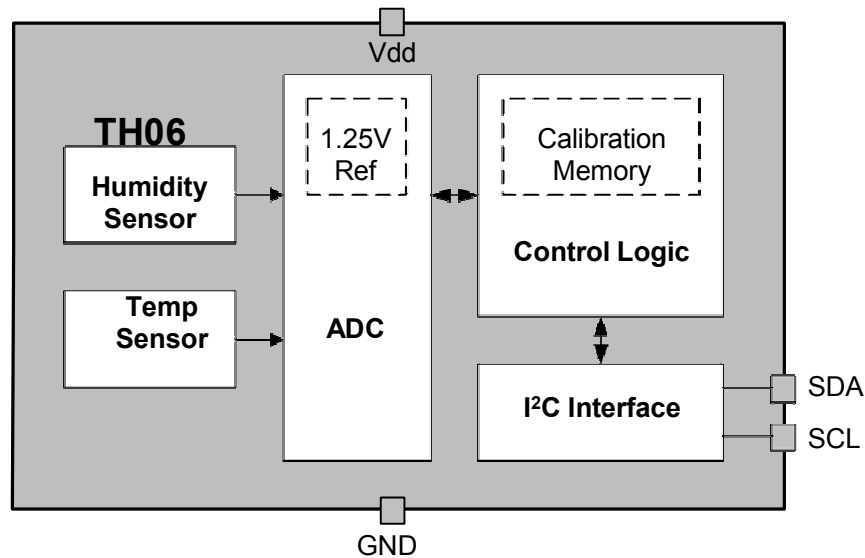 Vdd
TH06
Humidity
Sensor
Temp
Sensor
1.25V
Ref
ADC
Calibration
Memory
Control Logic
I²C Interface
SDA
SCL
GND